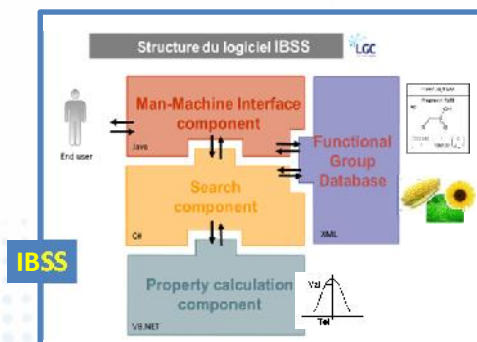 Structure du logiciel IBSS
LGC
Man-Machine Interface
component
Java
End user
Functional
Group
Database
XML
Search
component
C#
IBSS
Property calculation
component
VB.NET
Val